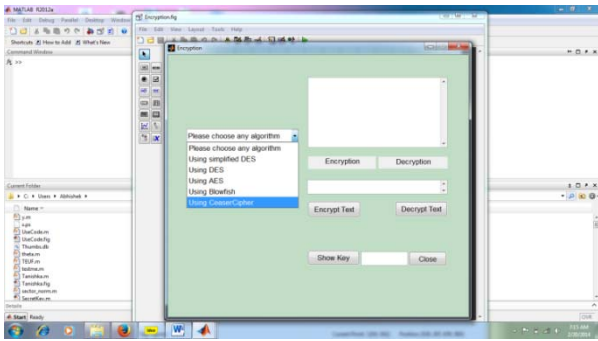 MATLAB R2012a
File Edit Debug Parallel Desktop Window
Shortcuts How to Add What's New
Command Window
>>
Encryption.fig
File Edit View Layout Tools Help
Encryption
Please choose any algorithm
Please choose any algorithm
Using simplified DES
Using DES
Using AES
Using Blowfish
Using CeaserCipher
Encryption Decryption
Encrypt Text Decrypt Text
Show Key Close
Current Folder
C: Users Abhishek
Name
y.m
x.px
UseCode.m
UseCode.fig
Thumbs.db
theta.m
TEUF.m
testme.m
Tanishka.m
Tanishka.fig
vector_norm.m
SecretKey.m
Details
Start Ready
OVR